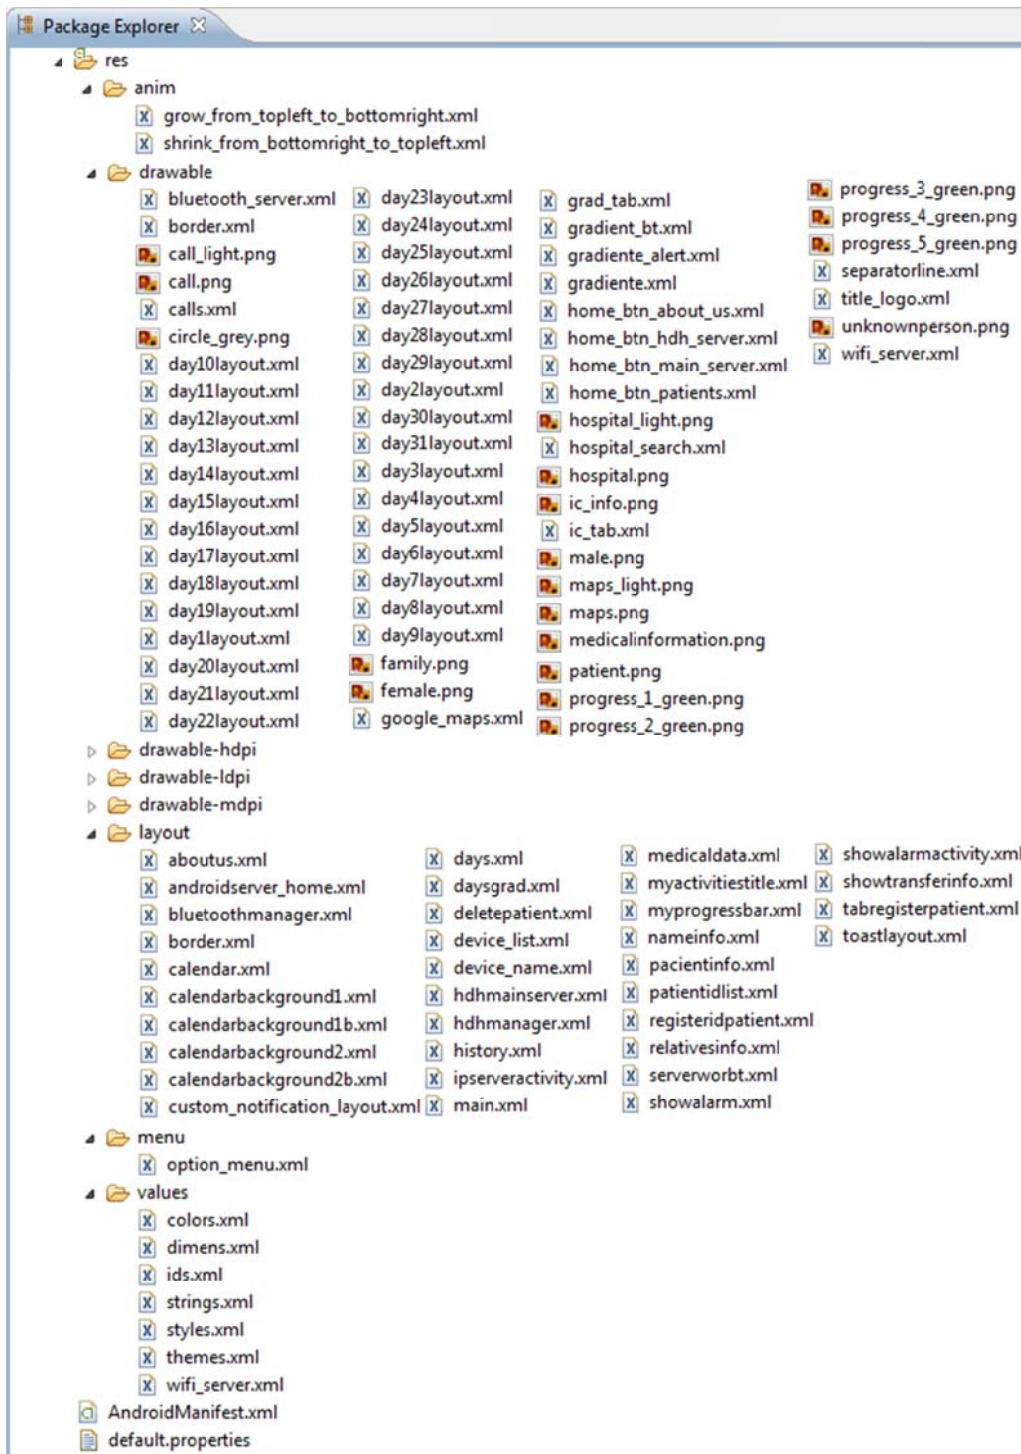 Package Explorer
res
anim
grow_from_topleft_to_bottomright.xml
shrink_from_bottomright_to_topleft.xml
drawable
bluetooth_server.xml
border.xml
call_light.png
call.png
calls.xml
circle_grey.png
day10layout.xml
day11layout.xml
day12layout.xml
day13layout.xml
day14layout.xml
day15layout.xml
day16layout.xml
day17layout.xml
day18layout.xml
day19layout.xml
day1layout.xml
day20layout.xml
day21layout.xml
day22layout.xml
day23layout.xml
day24layout.xml
day25layout.xml
day26layout.xml
day27layout.xml
day28layout.xml
day29layout.xml
day2layout.xml
day30layout.xml
day31layout.xml
day3layout.xml
day4layout.xml
day5layout.xml
day6layout.xml
day7layout.xml
day8layout.xml
day9layout.xml
family.png
female.png
google_maps.xml
grad_tab.xml
gradient_bt.xml
gradiente_alert.xml
gradiente.xml
home_btn_about_us.xml
home_btn_hdh_server.xml
home_btn_main_server.xml
home_btn_patients.xml
hospital_light.png
hospital_search.xml
hospital.png
ic_info.png
ic_tab.xml
male.png
maps_light.png
maps.png
medicalinformation.png
patient.png
progress_1_green.png
progress_2_green.png
progress_3_green.png
progress_4_green.png
progress_5_green.png
separatorline.xml
title_logo.xml
unknownperson.png
wifi_server.xml
drawable-hdpi
drawable-ldpi
drawable-mdpi
layout
aboutus.xml
androidserver_home.xml
bluetoothmanager.xml
border.xml
calendar.xml
calendarbackground1.xml
calendarbackground1b.xml
calendarbackground2.xml
calendarbackground2b.xml
custom_notification_layout.xml
days.xml
daysgrad.xml
deletepatient.xml
device_list.xml
device_name.xml
hdhmainserver.xml
hdhmanager.xml
history.xml
ipserveractivity.xml
main.xml
medicaldata.xml
myactivitiestitle.xml
myprogressbar.xml
nameinfo.xml
pacientinfo.xml
patientidlist.xml
registeridpatient.xml
relativesinfo.xml
serverworbt.xml
showalarm.xml
showalarmactivity.xml
showtransferinfo.xml
tabregisterpatient.xml
toastlayout.xml
menu
option_menu.xml
values
colors.xml
dimens.xml
ids.xml
strings.xml
styles.xml
themes.xml
wifi_server.xml
AndroidManifest.xml
default.properties